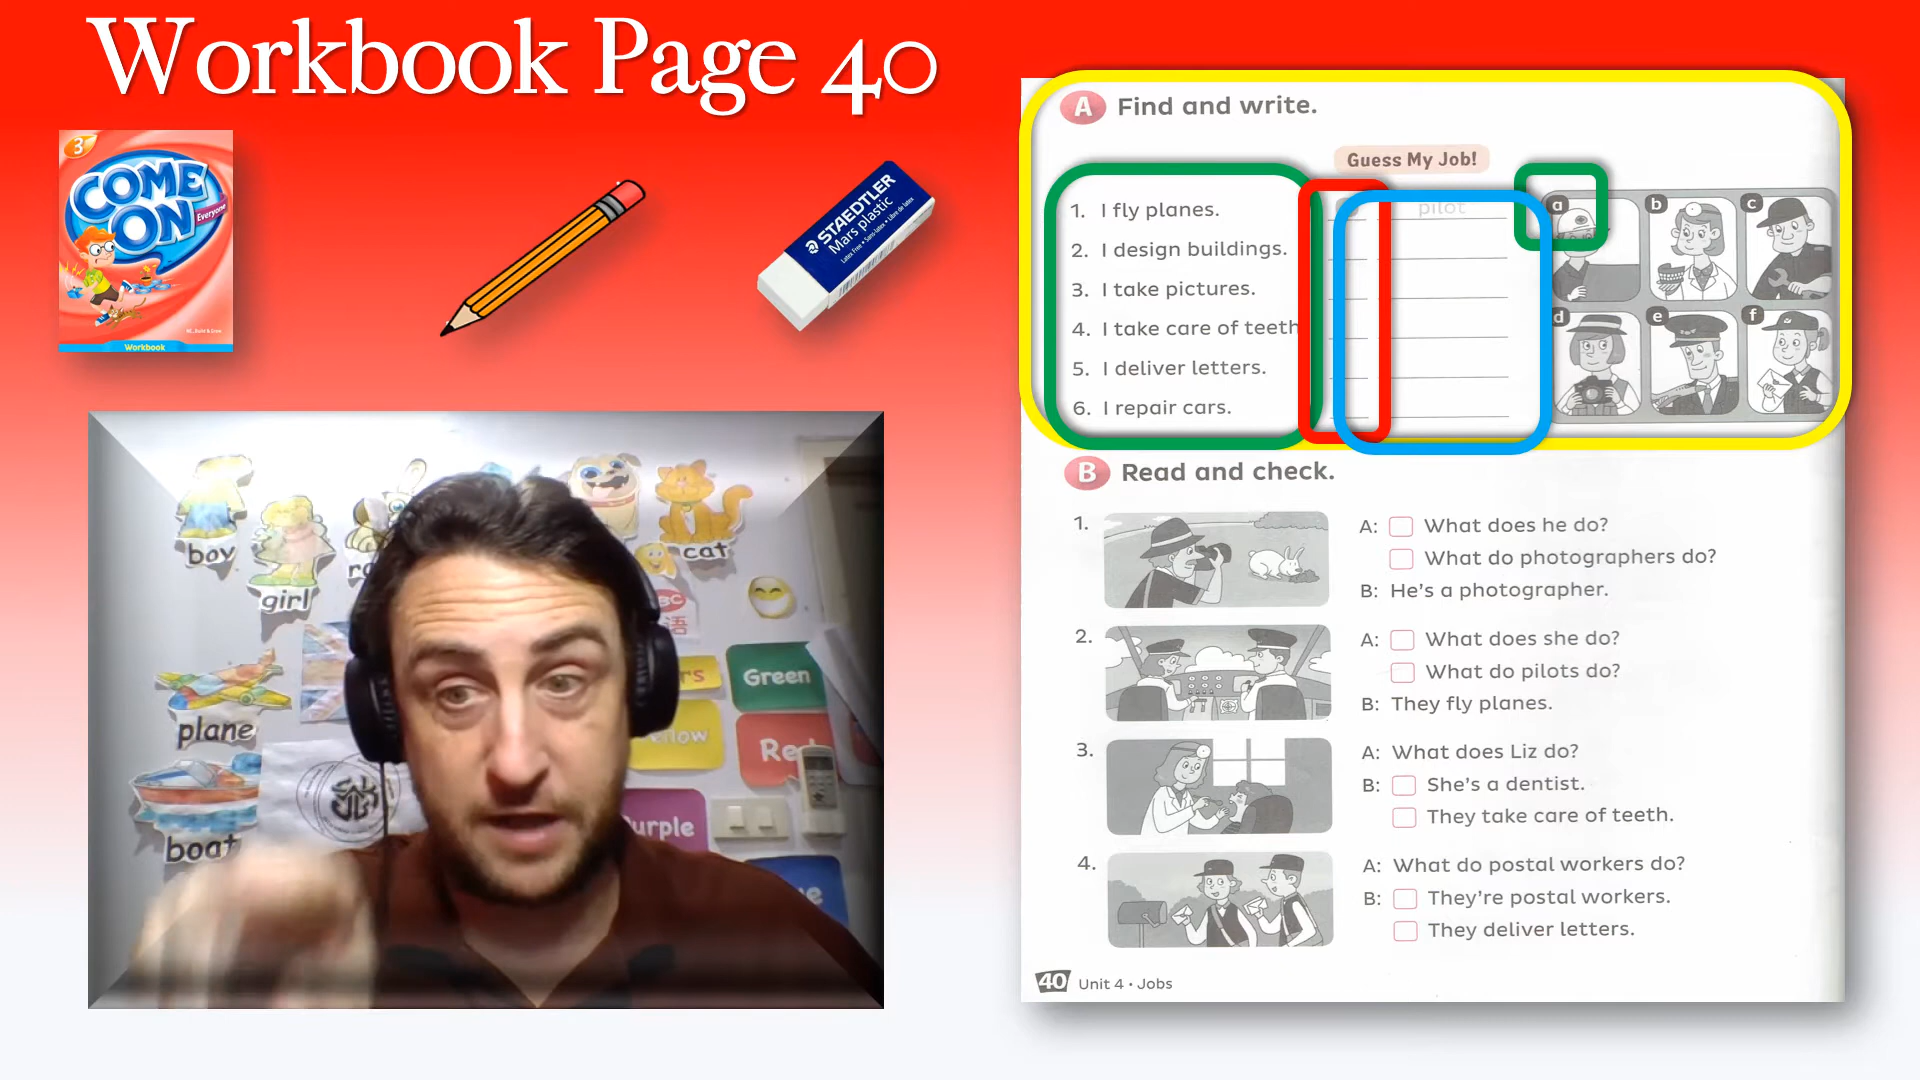 Workbook Page 40
3
COME
ON
Everyone
Workbook
STAEDTLER
Mars plastic
boy
girl
cat
plane
boat
Green
Purple
A Find and write.
Guess My Job!
1. I fly planes.
pilot
2. I design buildings.
3. I take pictures.
4. I take care of teeth
5. I deliver letters.
6. I repair cars.
a
b
c
d
e
f
B Read and check.
1.
A: What does he do?
What do photographers do?
B: He's a photographer.
2.
A: What does she do?
What do pilots do?
B: They fly planes.
3.
A: What does Liz do?
B: She's a dentist.
They take care of teeth.
4.
A: What do postal workers do?
B: They're postal workers.
They deliver letters.
40 Unit 4 • Jobs